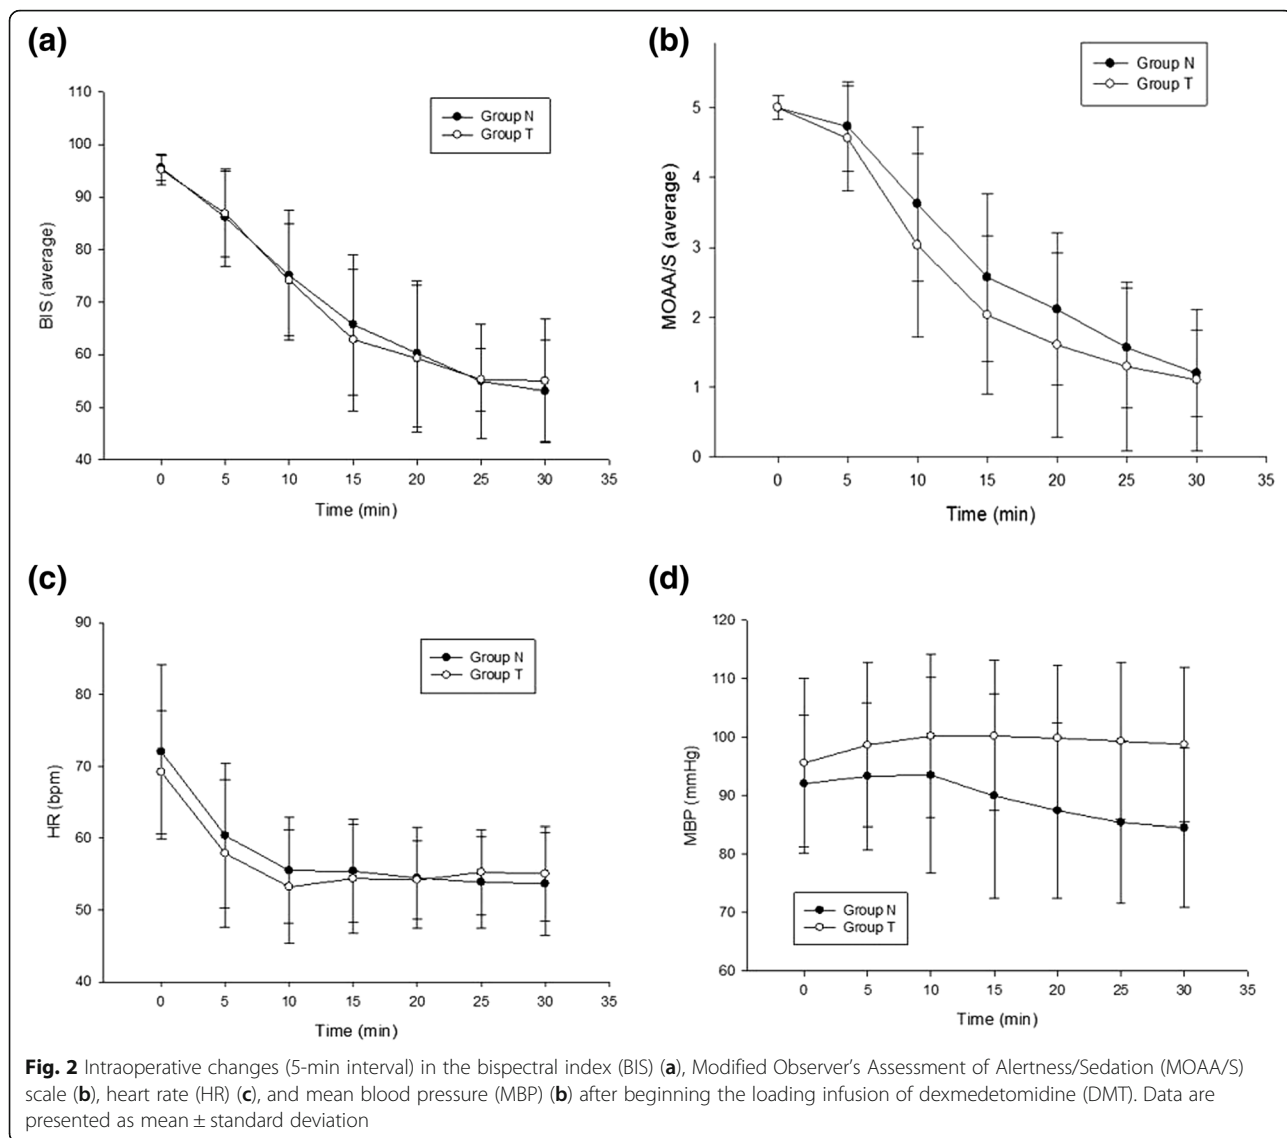 (a)
110
100
90
80
70
60
50
40
BIS (average)
Group N
Group T
0 5 10 15 20 25 30 35
Time (min)
(b)
5
4
3
2
1
0
MOAA/S (average)
Group N
Group T
0 5 10 15 20 25 30 35
Time (min)
(c)
90
80
70
60
50
40
HR (bpm)
Group N
Group T
0 5 10 15 20 25 30 35
Time (min)
(d)
120
110
100
90
80
90
60
MBP (mmHg)
Group N
Group T
0 5 10 15 20 25 30 35
Time (min)
Fig. 2 Intraoperative changes (5-min interval) in the bispectral index (BIS) (a), Modified Observer's Assessment of Alertness/Sedation (MOAA/S)
scale (b), heart rate (HR) (c), and mean blood pressure (MBP) (b) after beginning the loading infusion of dexmedetomidine (DMT). Data are
presented as mean ± standard deviation